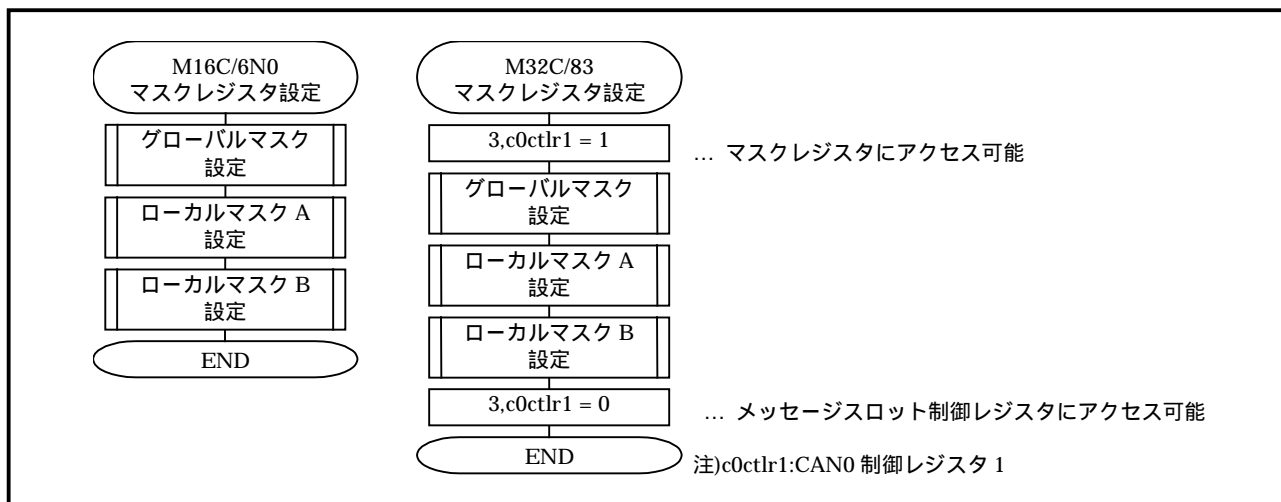 M16C/6N0
マスクレジスタ設定
グローバルマスク
設定
ローカルマスク A
設定
ローカルマスク B
設定
END
M32C/83
マスクレジスタ設定
3,c0ctlr1 = 1
… マスクレジスタにアクセス可能
グローバルマスク
設定
ローカルマスク A
設定
ローカルマスク B
設定
3,c0ctlr1 = 0
… メッセージスロット制御レジスタにアクセス可能
END
注)c0ctlr1:CAN0 制御レジスタ 1